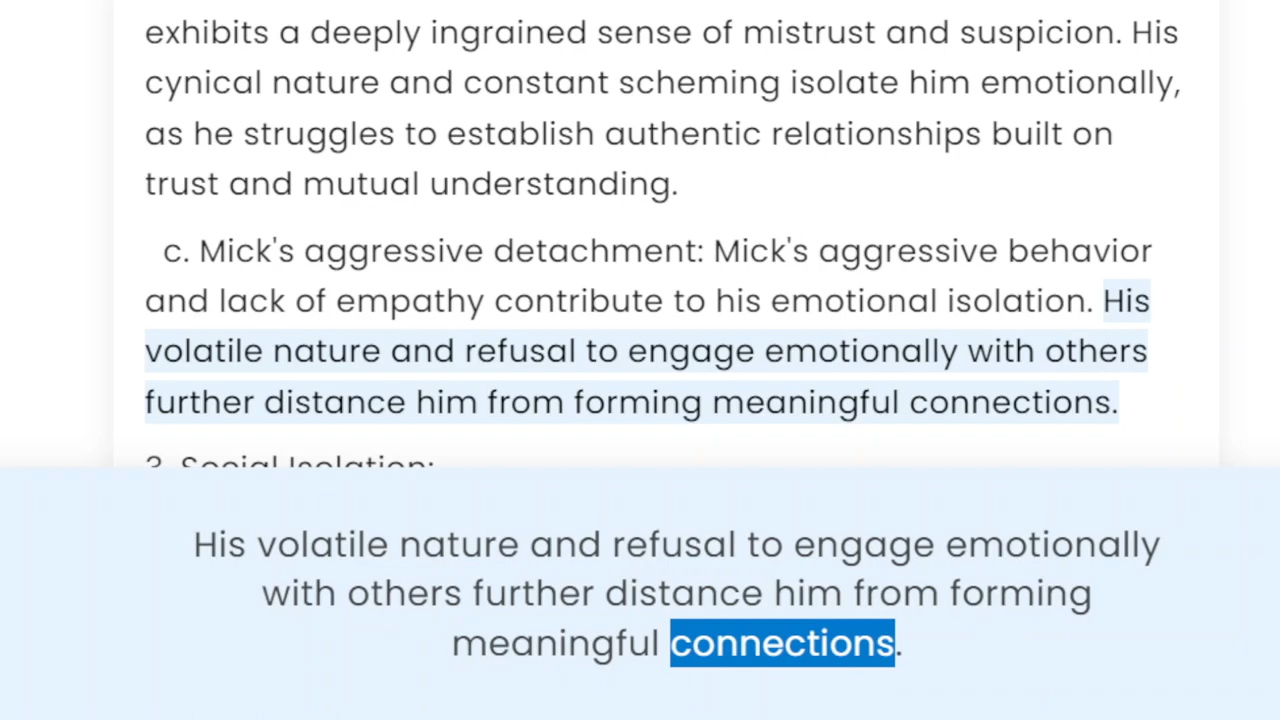 exhibits a deeply ingrained sense of mistrust and suspicion. His
cynical nature and constant scheming isolate him emotionally,
as he struggles to establish authentic relationships built on
trust and mutual understanding.
c. Mick's aggressive detachment: Mick's aggressive behavior
and lack of empathy contribute to his emotional isolation. His
volatile nature and refusal to engage emotionally with others
further distance him from forming meaningful connections.
3. Social Isolation:
His volatile nature and refusal to engage emotionally
with others further distance him from forming
meaningful connections.